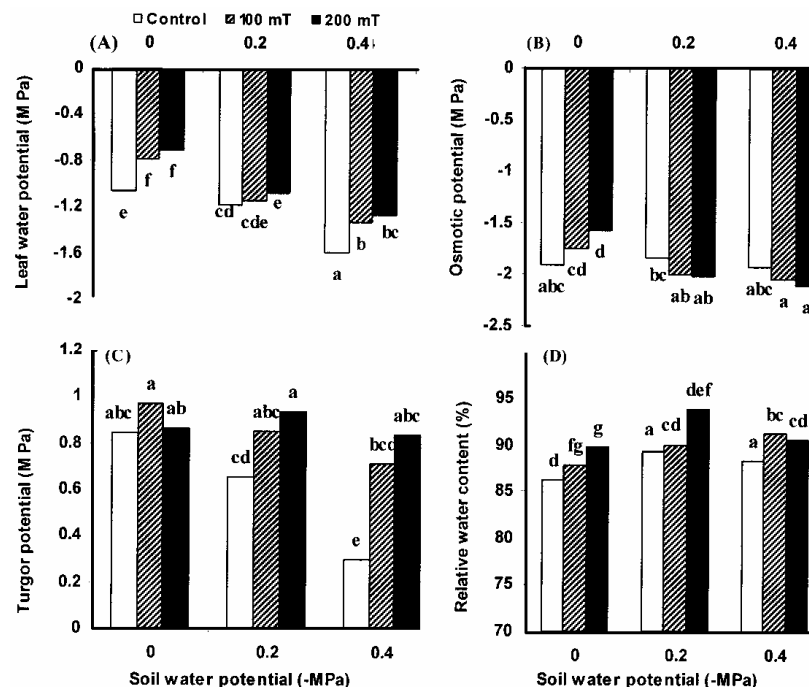 Control 100 mT 200 mT
(A) 0 0.2 0.4
0
-0.4
-0.8
-1.2
-1.6
-2
Leaf water potential (M Pa)
e f f cd cde e a b bc
(B) 0 0.2 0.4
0
-0.5
-1
-1.5
-2
-2.5
Osmotic potential (M Pa)
abc cd d bc ab ab abc a a
(C)
1.2
1
0.8
0.6
0.4
0.2
0
Turgor potential (M Pa)
abc a ab cd abc a e bcd abc
0 0.2 0.4
Soil water potential (-MPa)
(D)
95
90
85
80
75
70
Relative water content (%)
d fg g a cd def a bc cd
0 0.2 0.4
Soil water potential (-MPa)